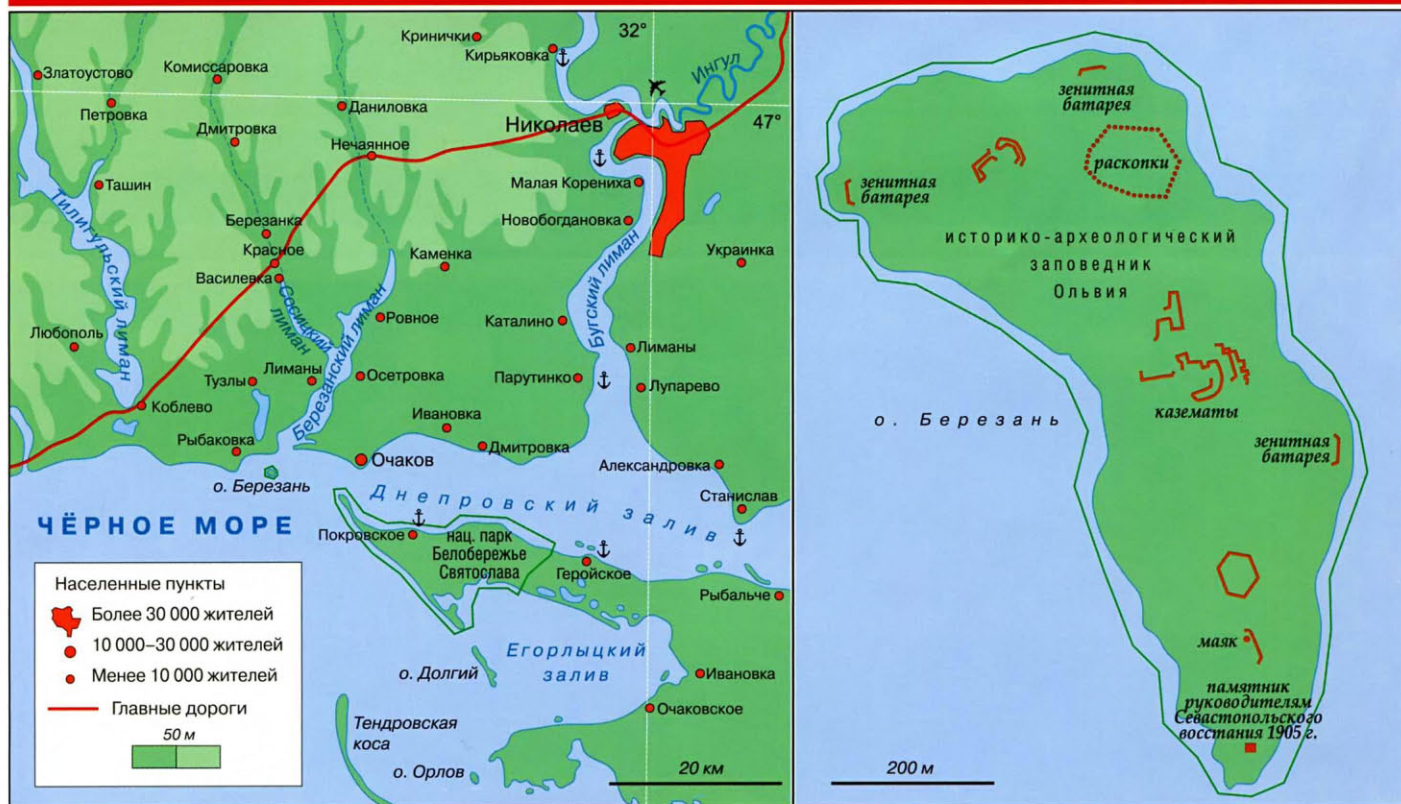 Кринички
32°
Кирьяковка
Златоустово
Комиссаровка
Ингул
Петровка
Даниловка
Николаев
47°
Дмитровка
Нечаянное
Ташин
Малая Корениха
Тилигульский лиман
Новобогдановка
Березанка
Красное
Каменка
Украинка
Василевка
Сосицкий
лиман
Березанский лиман
Бугский лиман
Ровное
Каталино
Любополь
Лиманы
Тузлы
Лиманы
Осетровка
Парутинко
Лупарево
Коблево
Ивановка
Рыбаковка
Дмитровка
Очаков
Александровка
о. Березань
Днепровский залив
Станислав
ЧЁРНОЕ МОРЕ
Покровское
нац. парк
Белобережье
Святослава
Геройское
Рыбальче
Населенные пункты
Более 30 000 жителей
10 000–30 000 жителей
Менее 10 000 жителей
Главные дороги
50 м
Егорлыцкий
залив
о. Долгий
Ивановка
Очаковское
Тендровская
коса
о. Орлов
20 км
зенитная
батарея
раскопки
зенитная
батарея
историко-археологический
заповедник
Ольвия
о. Березань
казематы
зенитная
батарея
маяк
памятник
руководителям
Севастопольского
восстания 1905 г.
200 м